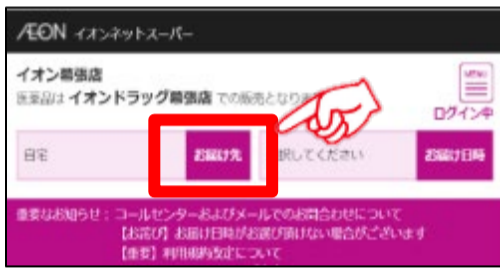 ÆON イオンネットスーパー
イオン幕張店
医薬品は イオンドラッグ幕張店 での販売となります
MENU
ログイン中
自宅 お届け先 択してください お届け日時
重要なお知らせ： コールセンターおよびメールでのお問合わせについて
【お詫び】お届け日時がお選び頂けない場合がございます
【重要】利用規約改定について